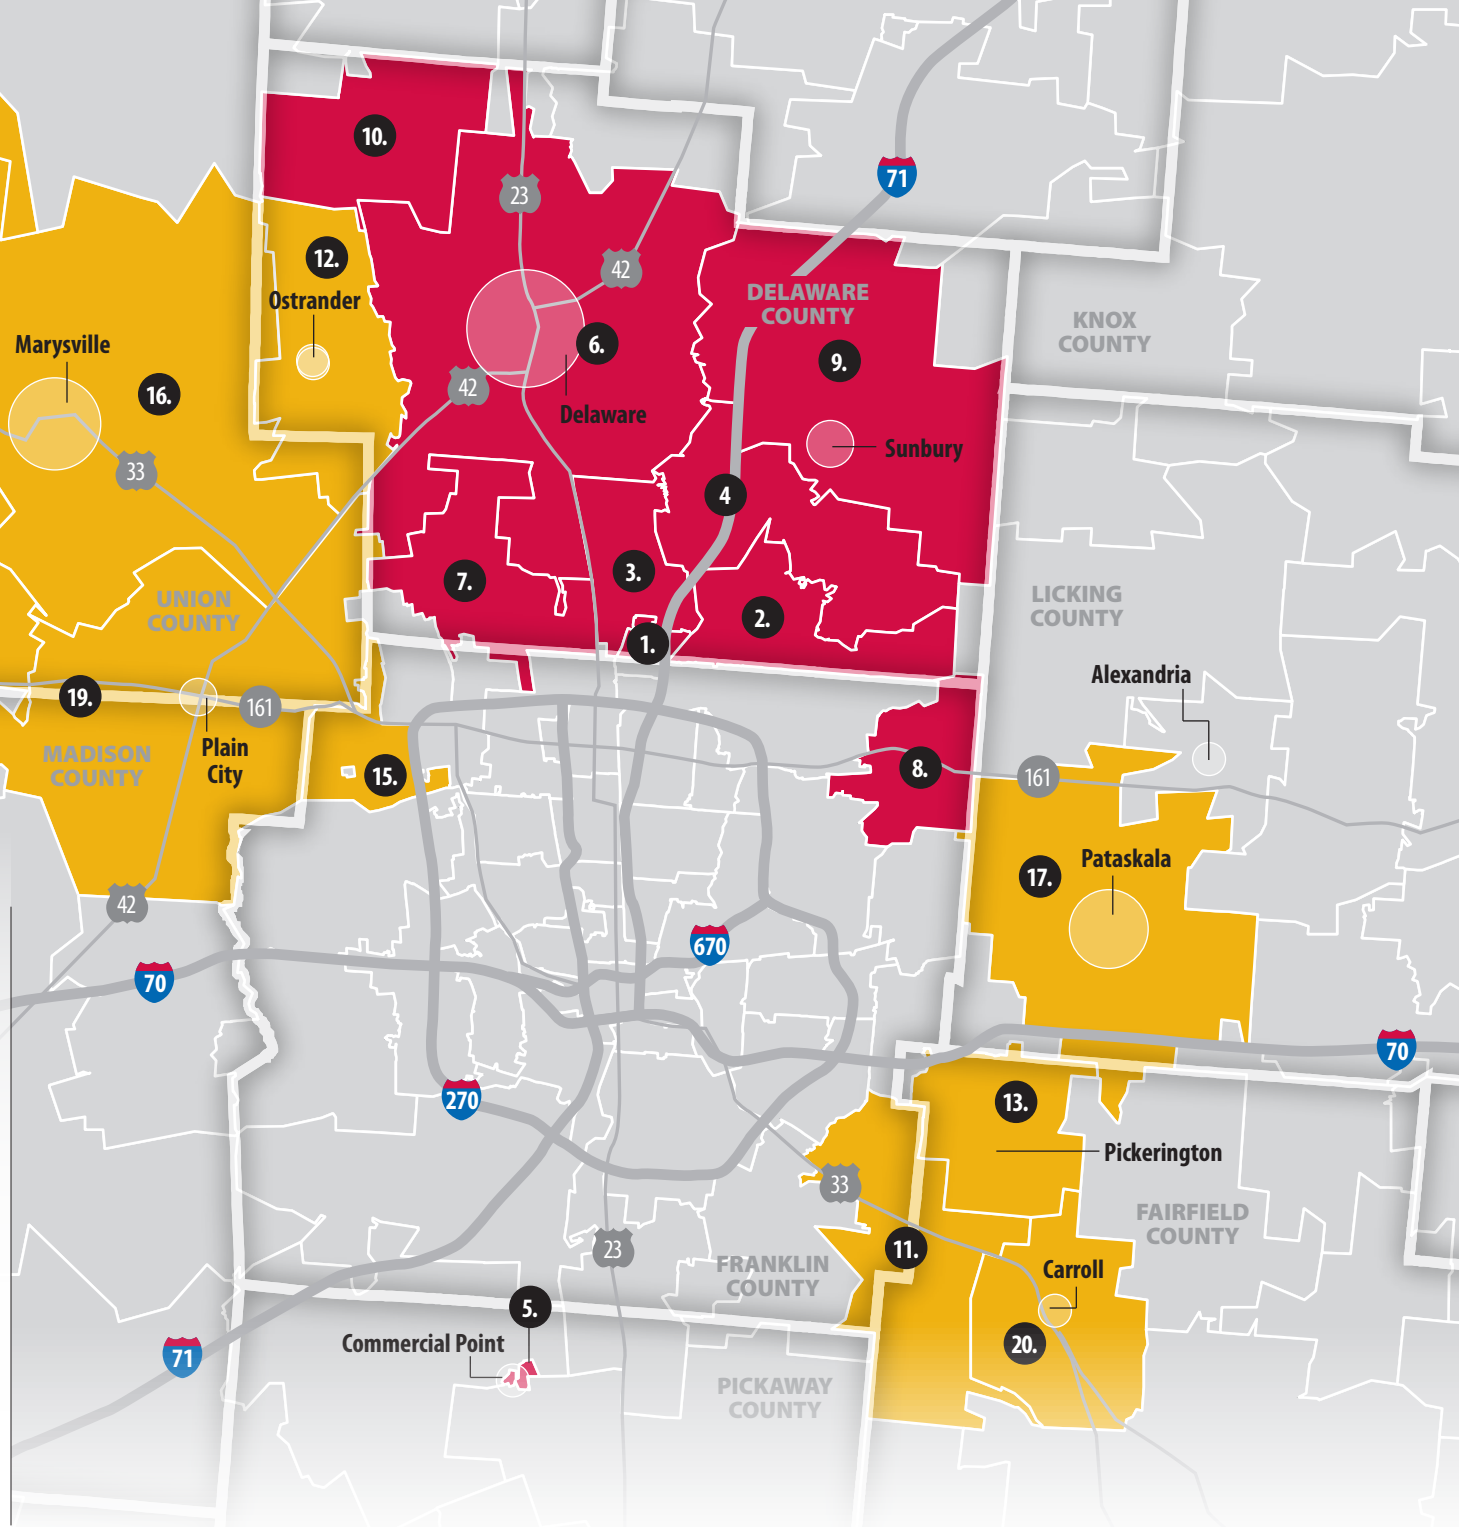 10.
23
71
12.
42
Ostrander
DELAWARE
COUNTY
KNOX
COUNTY
Marysville
6.
9.
16.
42
Delaware
Sunbury
33
4
7.
3.
2.
UNION
COUNTY
LICKING
COUNTY
1.
Alexandria
19.
161
Plain
City
MADISON
COUNTY
15.
8.
161
17.
Pataskala
42
670
70
70
270
13.
Pickerington
33
FAIRFIELD
COUNTY
11.
23
FRANKLIN
COUNTY
Carroll
5.
Commercial Point
20.
71
PICKAWAY
COUNTY